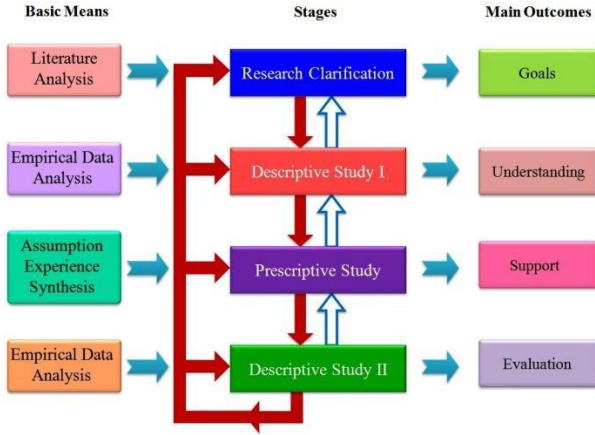 Basic Means
Stages
Main Outcomes
Literature
Analysis
Research Clarification
Goals
Empirical Data
Analysis
Descriptive Study I
Understanding
Assumption
Experience
Synthesis
Prescriptive Study
Support
Empirical Data
Analysis
Descriptive Study II
Evaluation